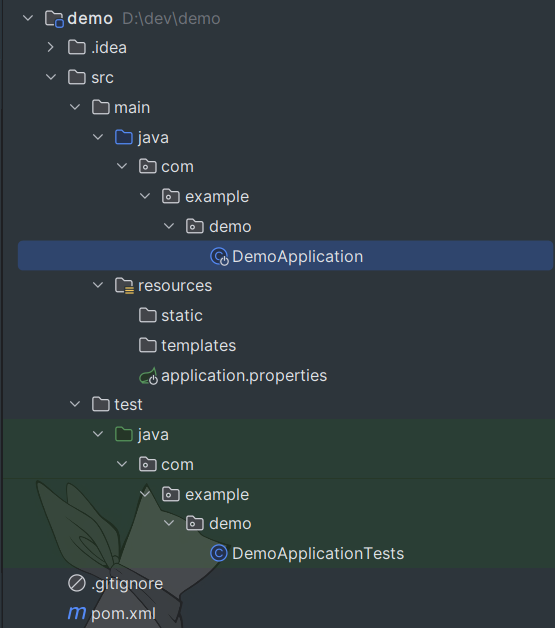 demo D:\dev\demo
.idea
src
main
java
com
example
demo
DemoApplication
resources
static
templates
application.properties
test
java
com
example
demo
DemoApplicationTests
.gitignore
pom.xml